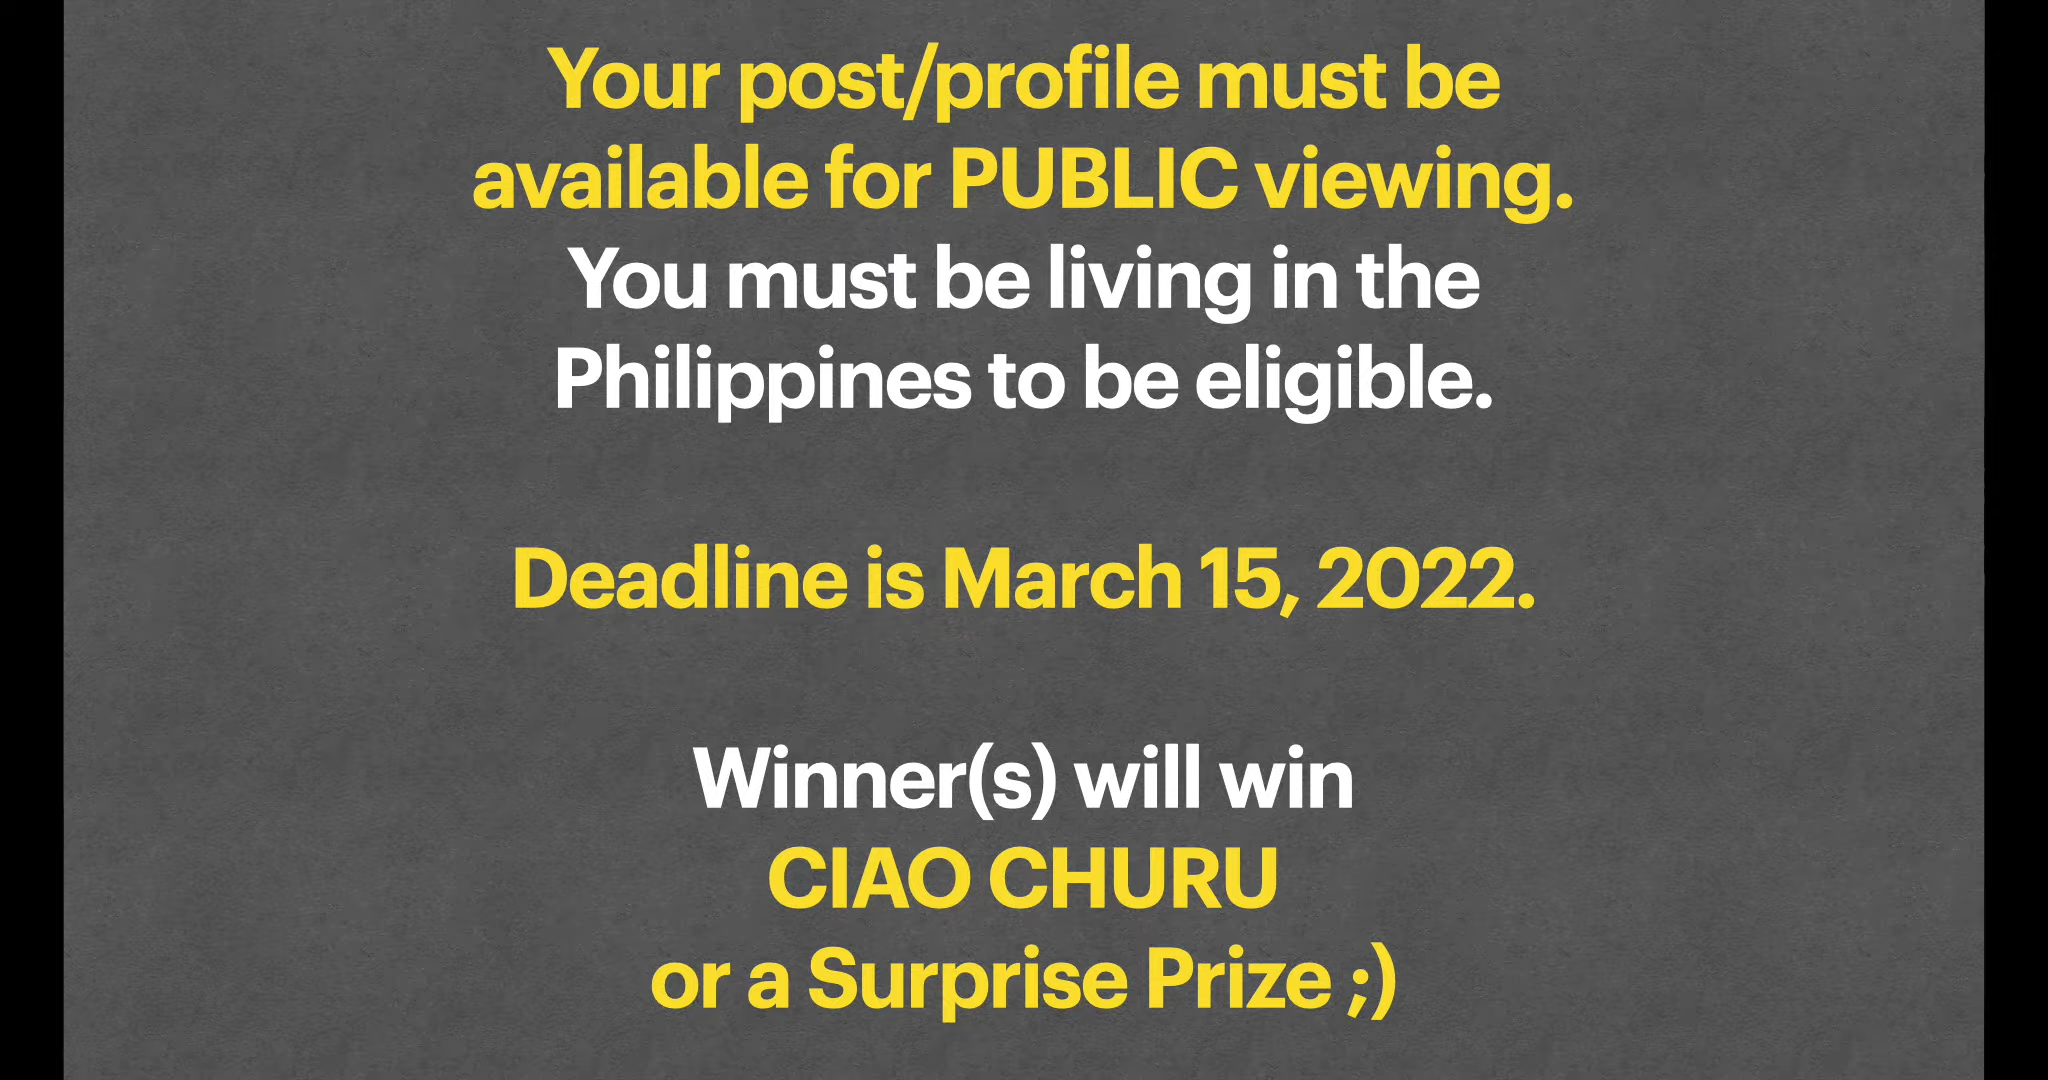 Your post/profile must be
available for PUBLIC viewing.
You must be living in the
Philippines to be eligible.
Deadline is March 15, 2022.
Winner(s) will win
CIAO CHURU
or a Surprise Prize ;)